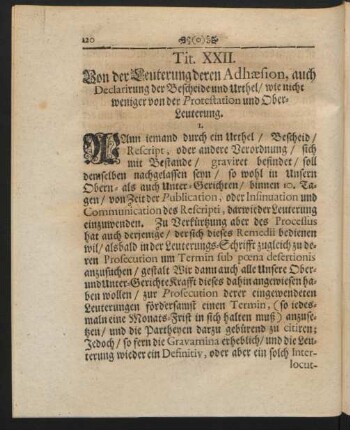 120 (o)
Tit. XXII.
Von der Leuterung deren Adhæsion, auch
Declarirung der Bescheide und Urthel/ wie nicht
weniger von der Protestation und Ober-
Leuterung.
1.
Wann iemand durch ein Urthel/ Bescheid/
Rescript, oder andere Verordnung/ sich
mit Bestande/ graviret befindet/ soll
demselben nachgelassen seyn/ so wohl in Unsern
Obern- als auch Unter-Gerichten/ binnen 10. Ta-
gen/ von Zeit der Publication, oder Insinuation und
Communication des Rescripti, darwieder Leuterung
einzuwenden. Zu Verkürtzung aber des Processus
hat auch derjenige/ der sich dieses Remedii bedienen
wil/ alsbald in der Leuterungs-Schrifft zugleich zu de-
ren Prosecution um Termin sub pœna desertionis
anzusuchen/ gestalt Wir dann auch alle Unsere Ober-
und Unter-Gerichte Krafft dieses dahin angewiesen ha-
ben wollen/ zur Prosecution derer eingewendeten
Leuterungen förderfamst einen Termin, (so iedes-
maln eine Monats-Frist in sich halten muß) anzuse-
tzen/ und die Partheyen darzu gebürend zu citiren;
Jedoch/ so fern die Gravamina erheblich/ und die Leu-
terung wieder ein Definitiv, oder aber ein solch Inter-
locut-